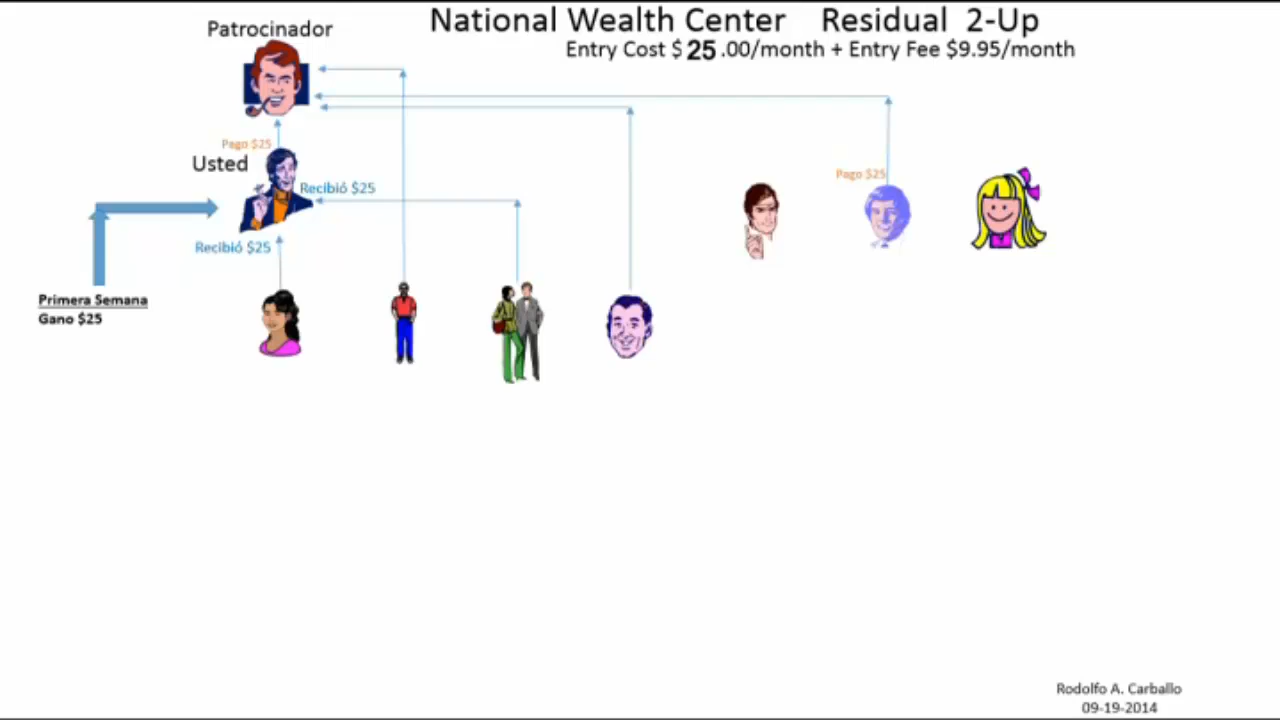 National Wealth Center Residual 2-Up
Entry Cost $ 25 .00/month + Entry Fee $9.95/month
Patrocinador
Pago $25
Usted
Recibió $25
Pago $25
Recibió $25
Primera Semana
Gano $25
Rodolfo A. Carballo
09-19-2014